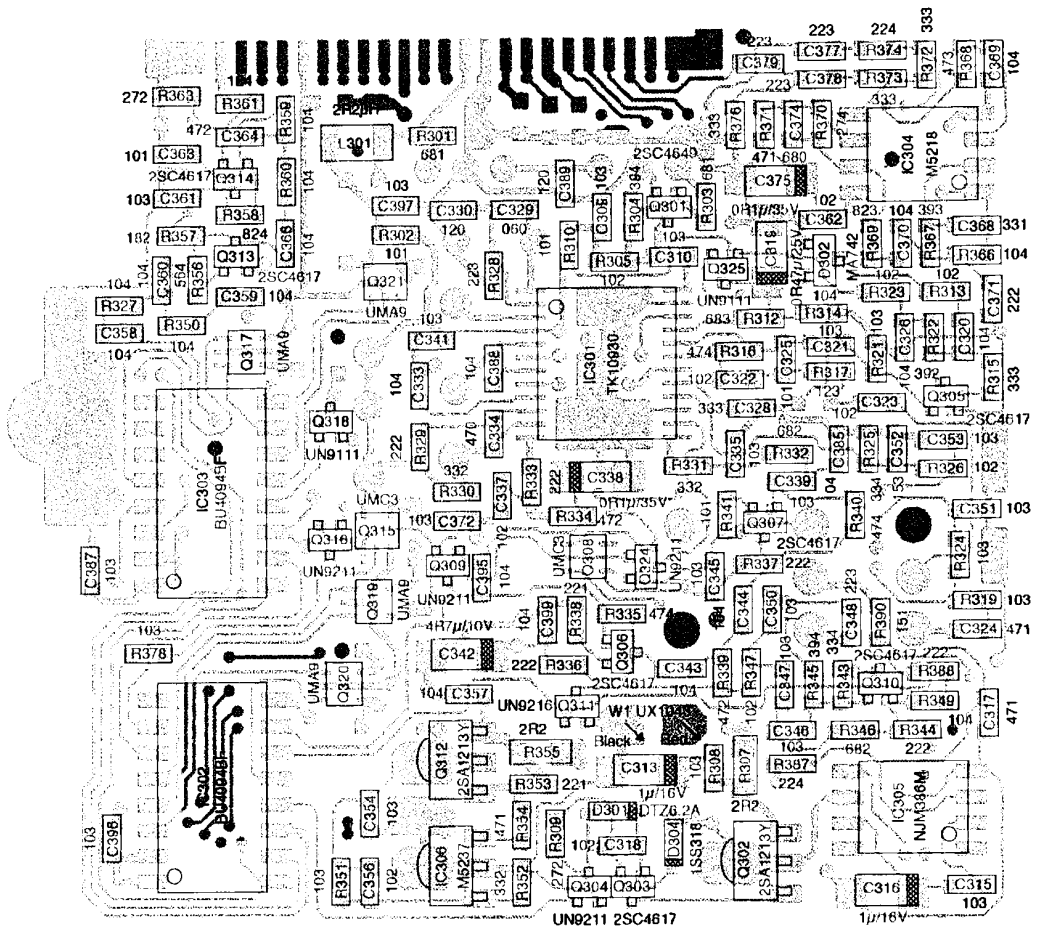 223 224 333
223 C377 R374 R372 473 R368 C369 104
C379 223 C378 R373
333
272 R363 104 R361 R359 104
472 C364
101 C363
2SC4617 Q314 R360 104
103 C361 R358
182 R357 824 C366 104
Q313 2SC4617
104 C360 564 R356 C359 104
R327
C358 R350
104 104 Q317 UMA9
2R2μH
L301 R301
681
103
C397 C330 C329
R302 120 060
101
Q321 223 R328
UMA9
2SC4649
120 C389 103 C309 394 R304 Q301 681 R303
101 R310 R305 103 C310
102
333 R376 R371 C374 R370 274
471 680
C375
0R1μ/35V
IC304 M5218
C319 R47μ/25V
102
C362 823 104 393
D302 MA742 R369 C370 R367 C368 331
R366 104
Q325 UN9111
104 102 R323 102 R313 C371 222
683 R312 R314
103 103
474 R316 C325 C321 R321 C326 R322 C320 104
102 C322 101 R317 104 392 R315 333
123
333 C328 102 C323 Q305
2SC4617
103 C341
104 C333 104 C388
IC301 TK10930
Q318 UN9111
222 R329 470 C334
IC303 BU4094BF
332 R330 C337 R333 222 C338
0R1μ/35V
R331 332
C335 682 R332 C385 R325 C352 C353 103
R326 102
C339 103
UMC3
Q315
103 C372 102
R334 472
101 R341 Q307 2SC4617
R340 474 C351 103
Q316 UN9211
Q309 UN9211
C395 104
UMC3 Q308 Q324 UN9211
C345 R337 222
R324 103
C387 103
Q319 UMA9
221
104 C399 R338 R335 474
Q306 2SC4617
C344 C350 103
223
C348 R390 151
R319 103
C324 471
103
R378
4R7μ/10V
C342
222 R336 C343 104
R339 472 R347 102
103 C347 394 R345 334 R343
2SC4617 222
Q310 R388
R349
UMA9 Q320
104 C357 UN9216 Q311
W1 UX1043
Black Red
C346 103 R346 682 R344 222
104 C317 471
Q312 2SA1213Y
2R2
R355
R353 221
C313
1μ/16V
103 R308 R307 2R2
R387 224
IC305 NJM386M
IC302 BU4094BF
103 C398
C354 103
471 R354 R309 272
D301 DTZ6.2A
102 C318 D304 1SS318
Q302 2SA1213Y
103 R351 C356 102
IC306 M5237
332 R352
Q304 Q303
UN9211 2SC4617
C316
1μ/16V
C315
103